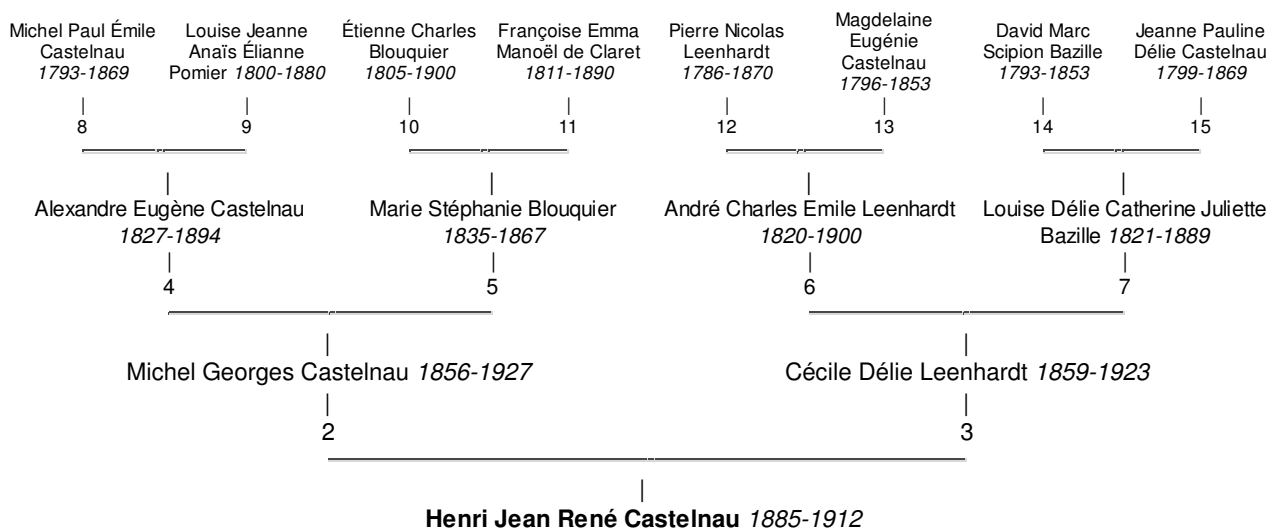 Michel Paul Émile
Castelnau
1793-1869
Louise Jeanne
Anaïs Élianne
Pomier 1800-1880
Étienne Charles
Blouquier
1805-1900
Françoise Emma
Manoël de Claret
1811-1890
Pierre Nicolas
Leenhardt
1786-1870
Magdelaine
Eugénie
Castelnau
1796-1853
David Marc
Scipion Bazille
1793-1853
Jeanne Pauline
Délie Castelnau
1799-1869
8 9 10 11 12 13 14 15
Alexandre Eugène Castelnau
1827-1894
Marie Stéphanie Blouquier
1835-1867
André Charles Emile Leenhardt
1820-1900
Louise Délie Catherine Juliette
Bazille 1821-1889
4 5 6 7
Michel Georges Castelnau 1856-1927
Cécile Délie Leenhardt 1859-1923
2 3
Henri Jean René Castelnau 1885-1912